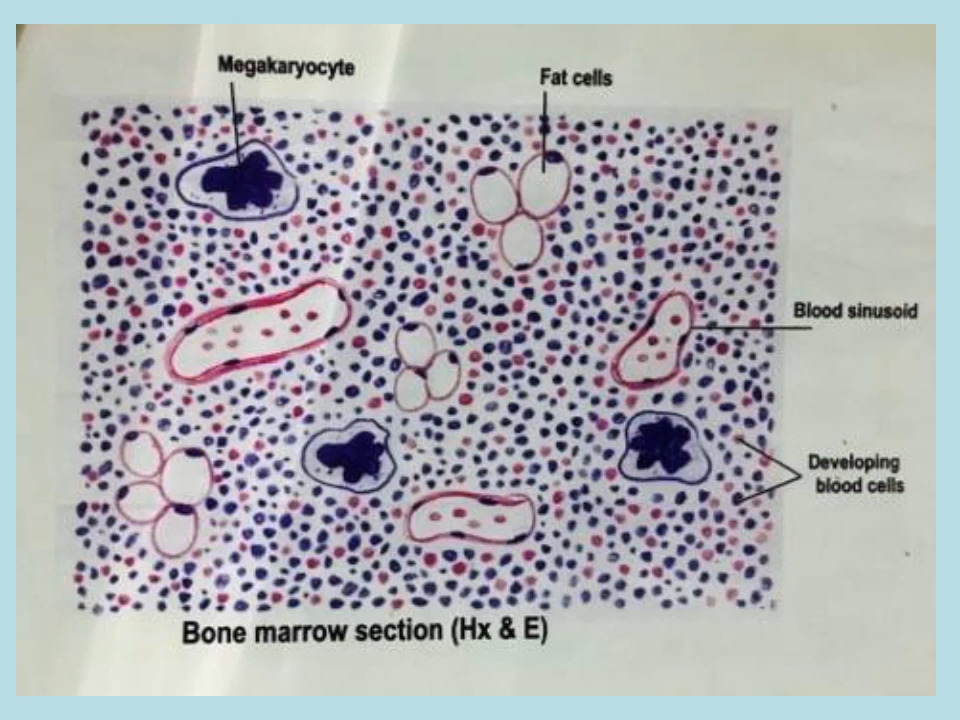 Megakaryocyte
Fat cells
Blood sinusoid
Developing
blood cells
Bone marrow section (Hx & E)